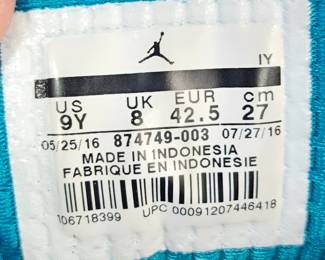 IY
US UK EUR cm
9Y 8 42.5 27
05/25/16 874749-003 07/27/16
MADE IN INDONESIA
FABRIQUE EN INDONESIE
106718399 UPC 00091207446418